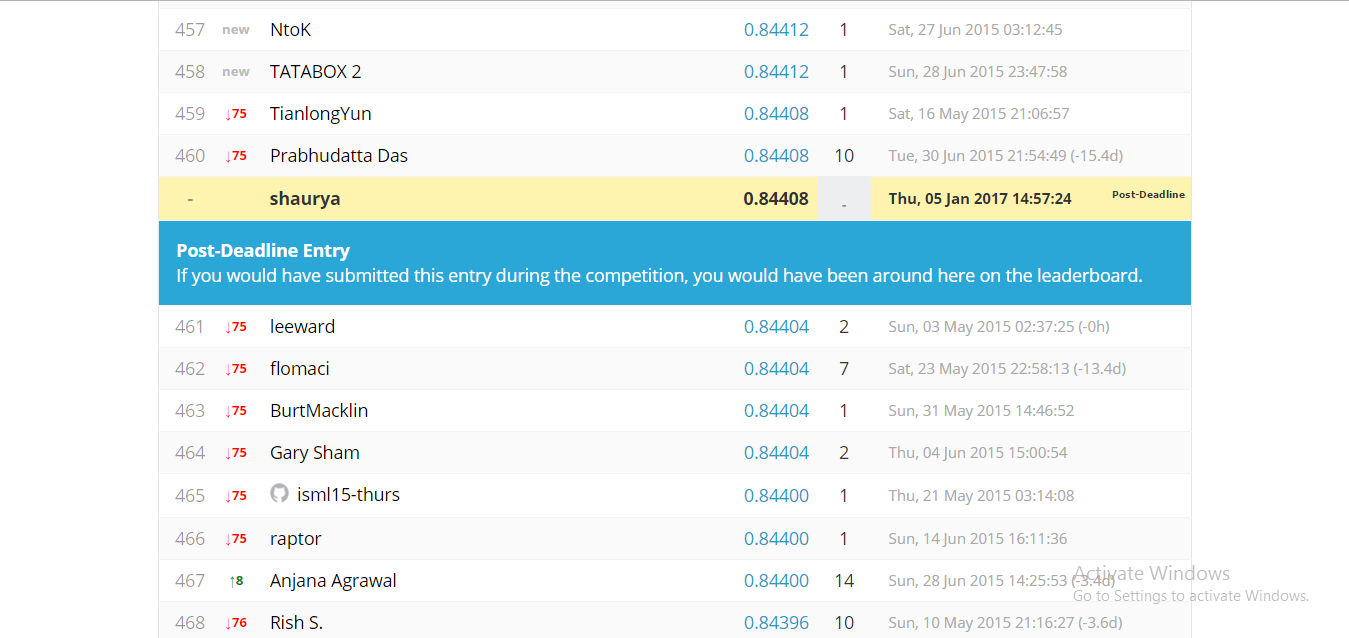 457 new NtoK 0.84412 1 Sat, 27 Jun 2015 03:12:45
458 new TATABOX 2 0.84412 1 Sun, 28 Jun 2015 23:47:58
459 ↓75 TianlongYun 0.84408 1 Sat, 16 May 2015 21:06:57
460 ↓75 Prabhudatta Das 0.84408 10 Tue, 30 Jun 2015 21:54:49 (-15.4d)
- shaurya 0.84408 - Thu, 05 Jan 2017 14:57:24 Post-Deadline
Post-Deadline Entry
If you would have submitted this entry during the competition, you would have been around here on the leaderboard.
461 ↓75 leeward 0.84404 2 Sun, 03 May 2015 02:37:25 (-0h)
462 ↓75 flomaci 0.84404 7 Sat, 23 May 2015 22:58:13 (-13.4d)
463 ↓75 BurtMacklin 0.84404 1 Sun, 31 May 2015 14:46:52
464 ↓75 Gary Sham 0.84404 2 Thu, 04 Jun 2015 15:00:54
465 ↓75 isml15-thurs 0.84400 1 Thu, 21 May 2015 03:14:08
466 ↓75 raptor 0.84400 1 Sun, 14 Jun 2015 16:11:36
467 ↑8 Anjana Agrawal 0.84400 14 Sun, 28 Jun 2015 14:25:53 (-3.4d)
Activate Windows
Go to Settings to activate Windows.
468 ↓76 Rish S. 0.84396 10 Sun, 10 May 2015 21:16:27 (-3.6d)